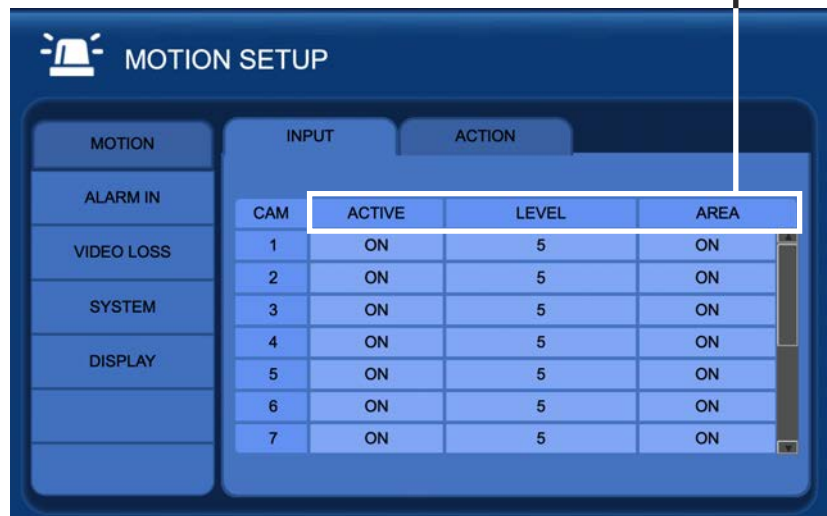 MOTION SETUP
MOTION
ALARM IN
VIDEO LOSS
SYSTEM
DISPLAY
INPUT ACTION
CAM ACTIVE LEVEL AREA
1 ON 5 ON
2 ON 5 ON
3 ON 5 ON
4 ON 5 ON
5 ON 5 ON
6 ON 5 ON
7 ON 5 ON